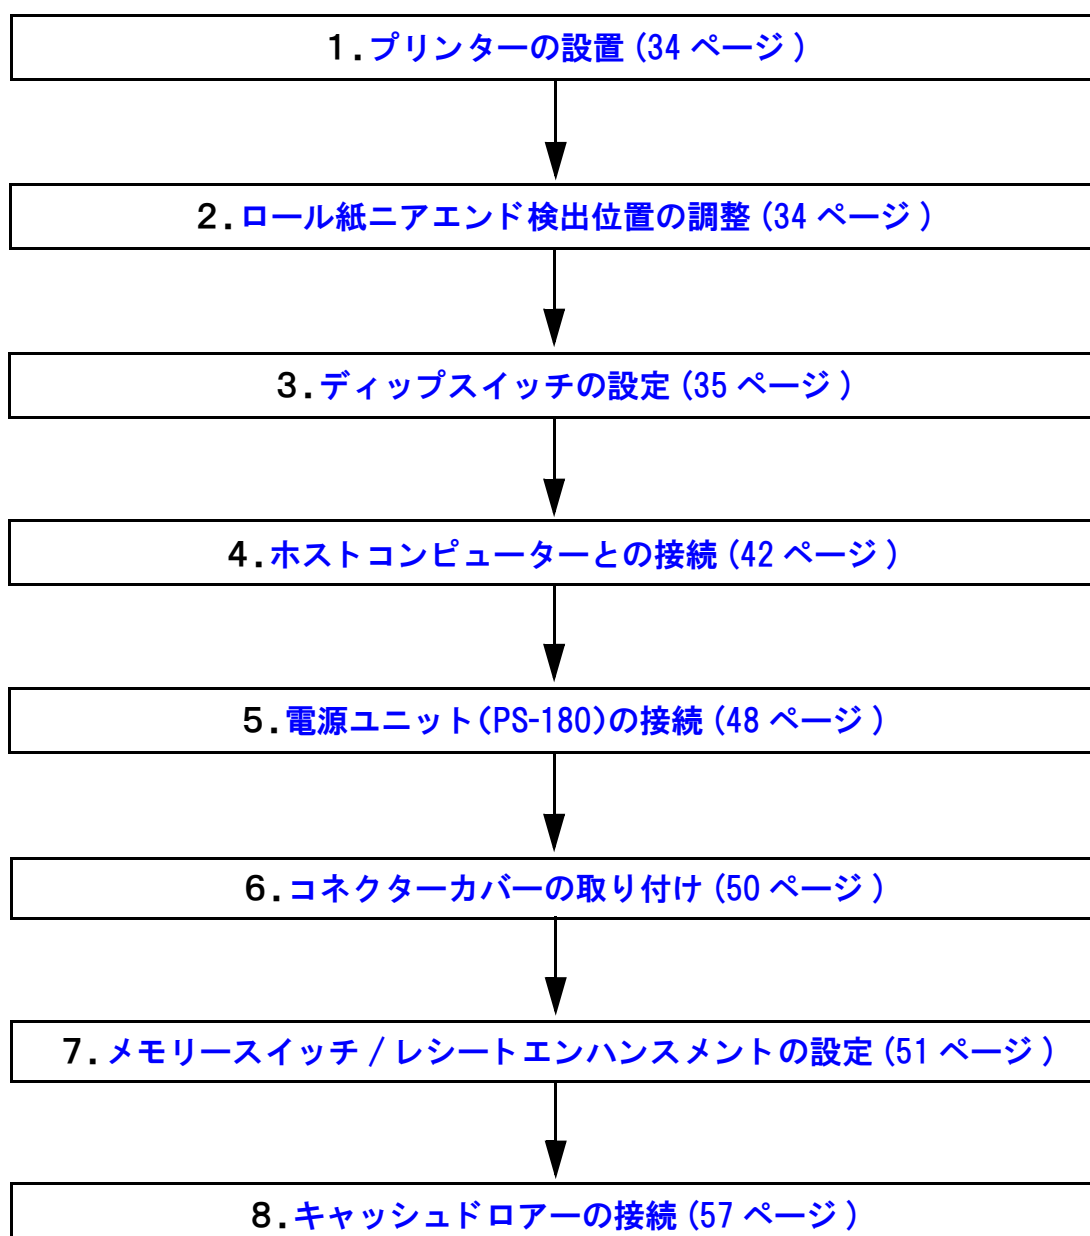 1.プリンターの設置 (34 ページ )
2.ロール紙ニアエンド検出位置の調整 (34 ページ )
3.ディップスイッチの設定 (35 ページ )
4.ホストコンピューターとの接続 (42 ページ )
5.電源ユニット(PS-180)の接続 (48 ページ )
6.コネクターカバーの取り付け (50 ページ )
7.メモリースイッチ / レシートエンハンスメントの設定 (51 ページ )
8.キャッシュドロアーの接続 (57 ページ )